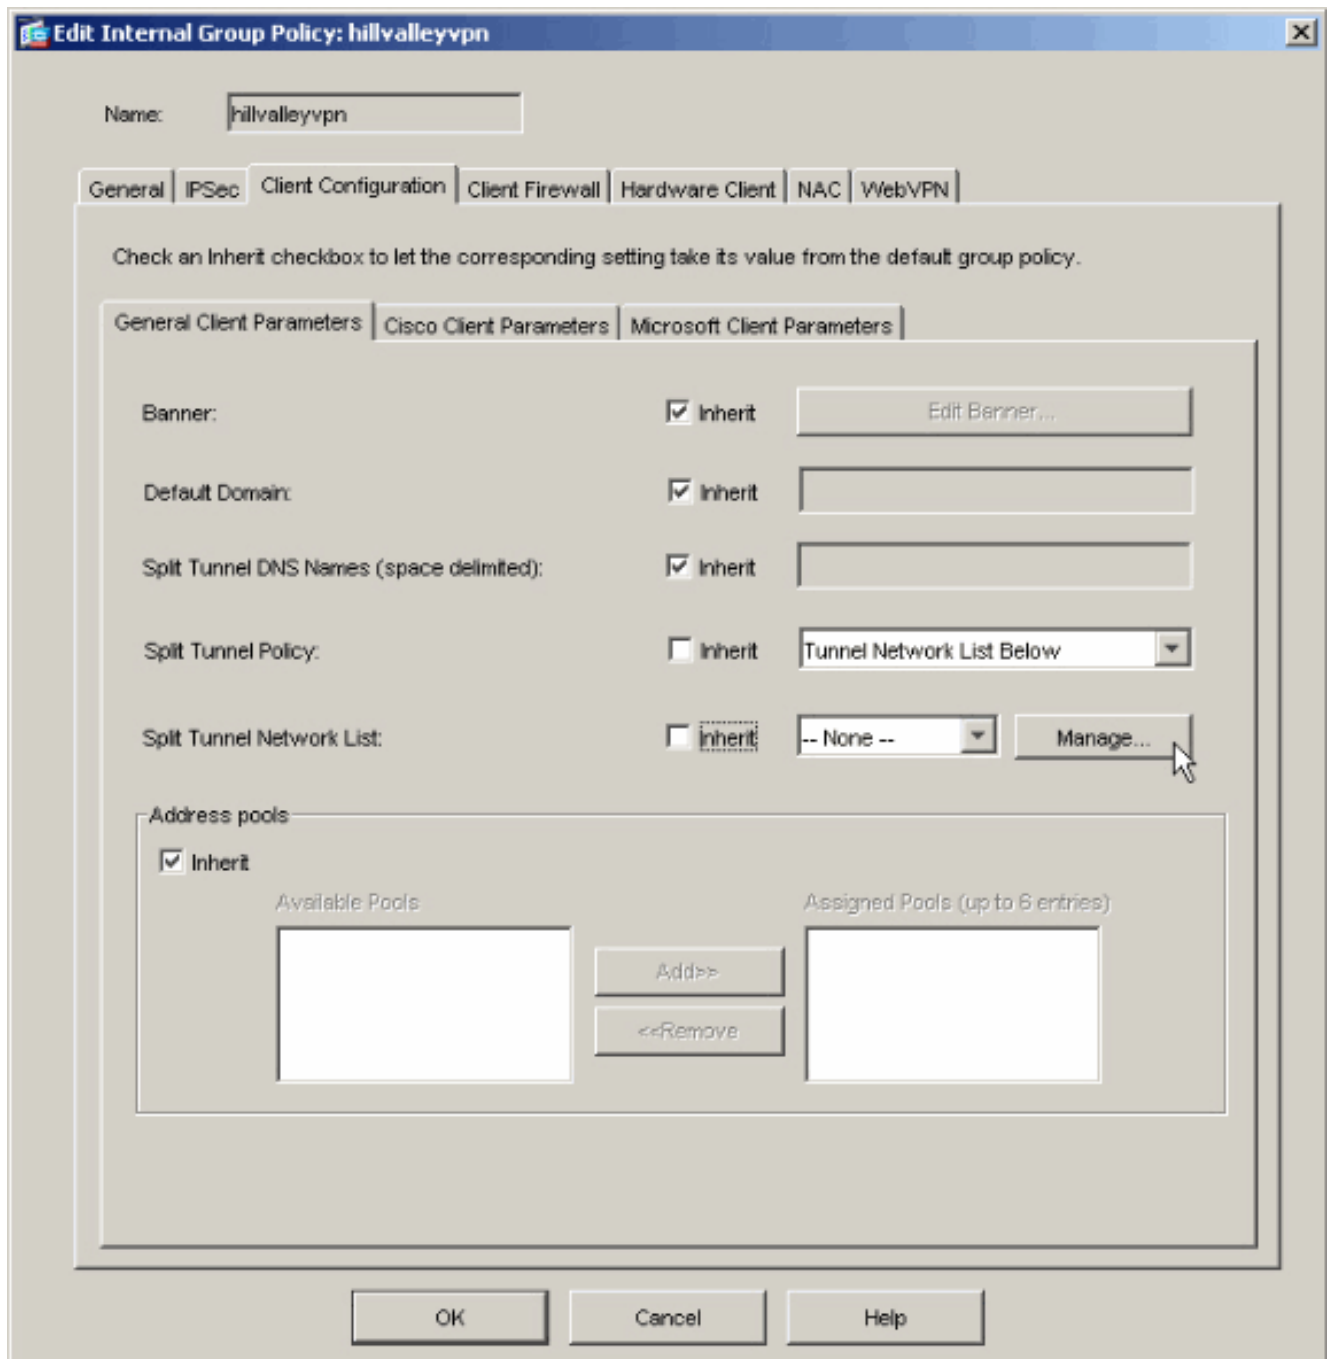 Edit Internal Group Policy: hillvalleyvpn
Name: hillvalleyvpn
General IPSec Client Configuration Client Firewall Hardware Client NAC WebVPN
Check an Inherit checkbox to let the corresponding setting take its value from the default group policy.
General Client Parameters Cisco Client Parameters Microsoft Client Parameters
Banner: Inherit Edit Banner...
Default Domain: Inherit
Split Tunnel DNS Names (space delimited): Inherit
Split Tunnel Policy: Inherit Tunnel Network List Below
Split Tunnel Network List: Inherit -- None -- Manage...
Address pools
Inherit
Available Pools Assigned Pools (up to 6 entries)
Add>>
<<Remove
OK Cancel Help